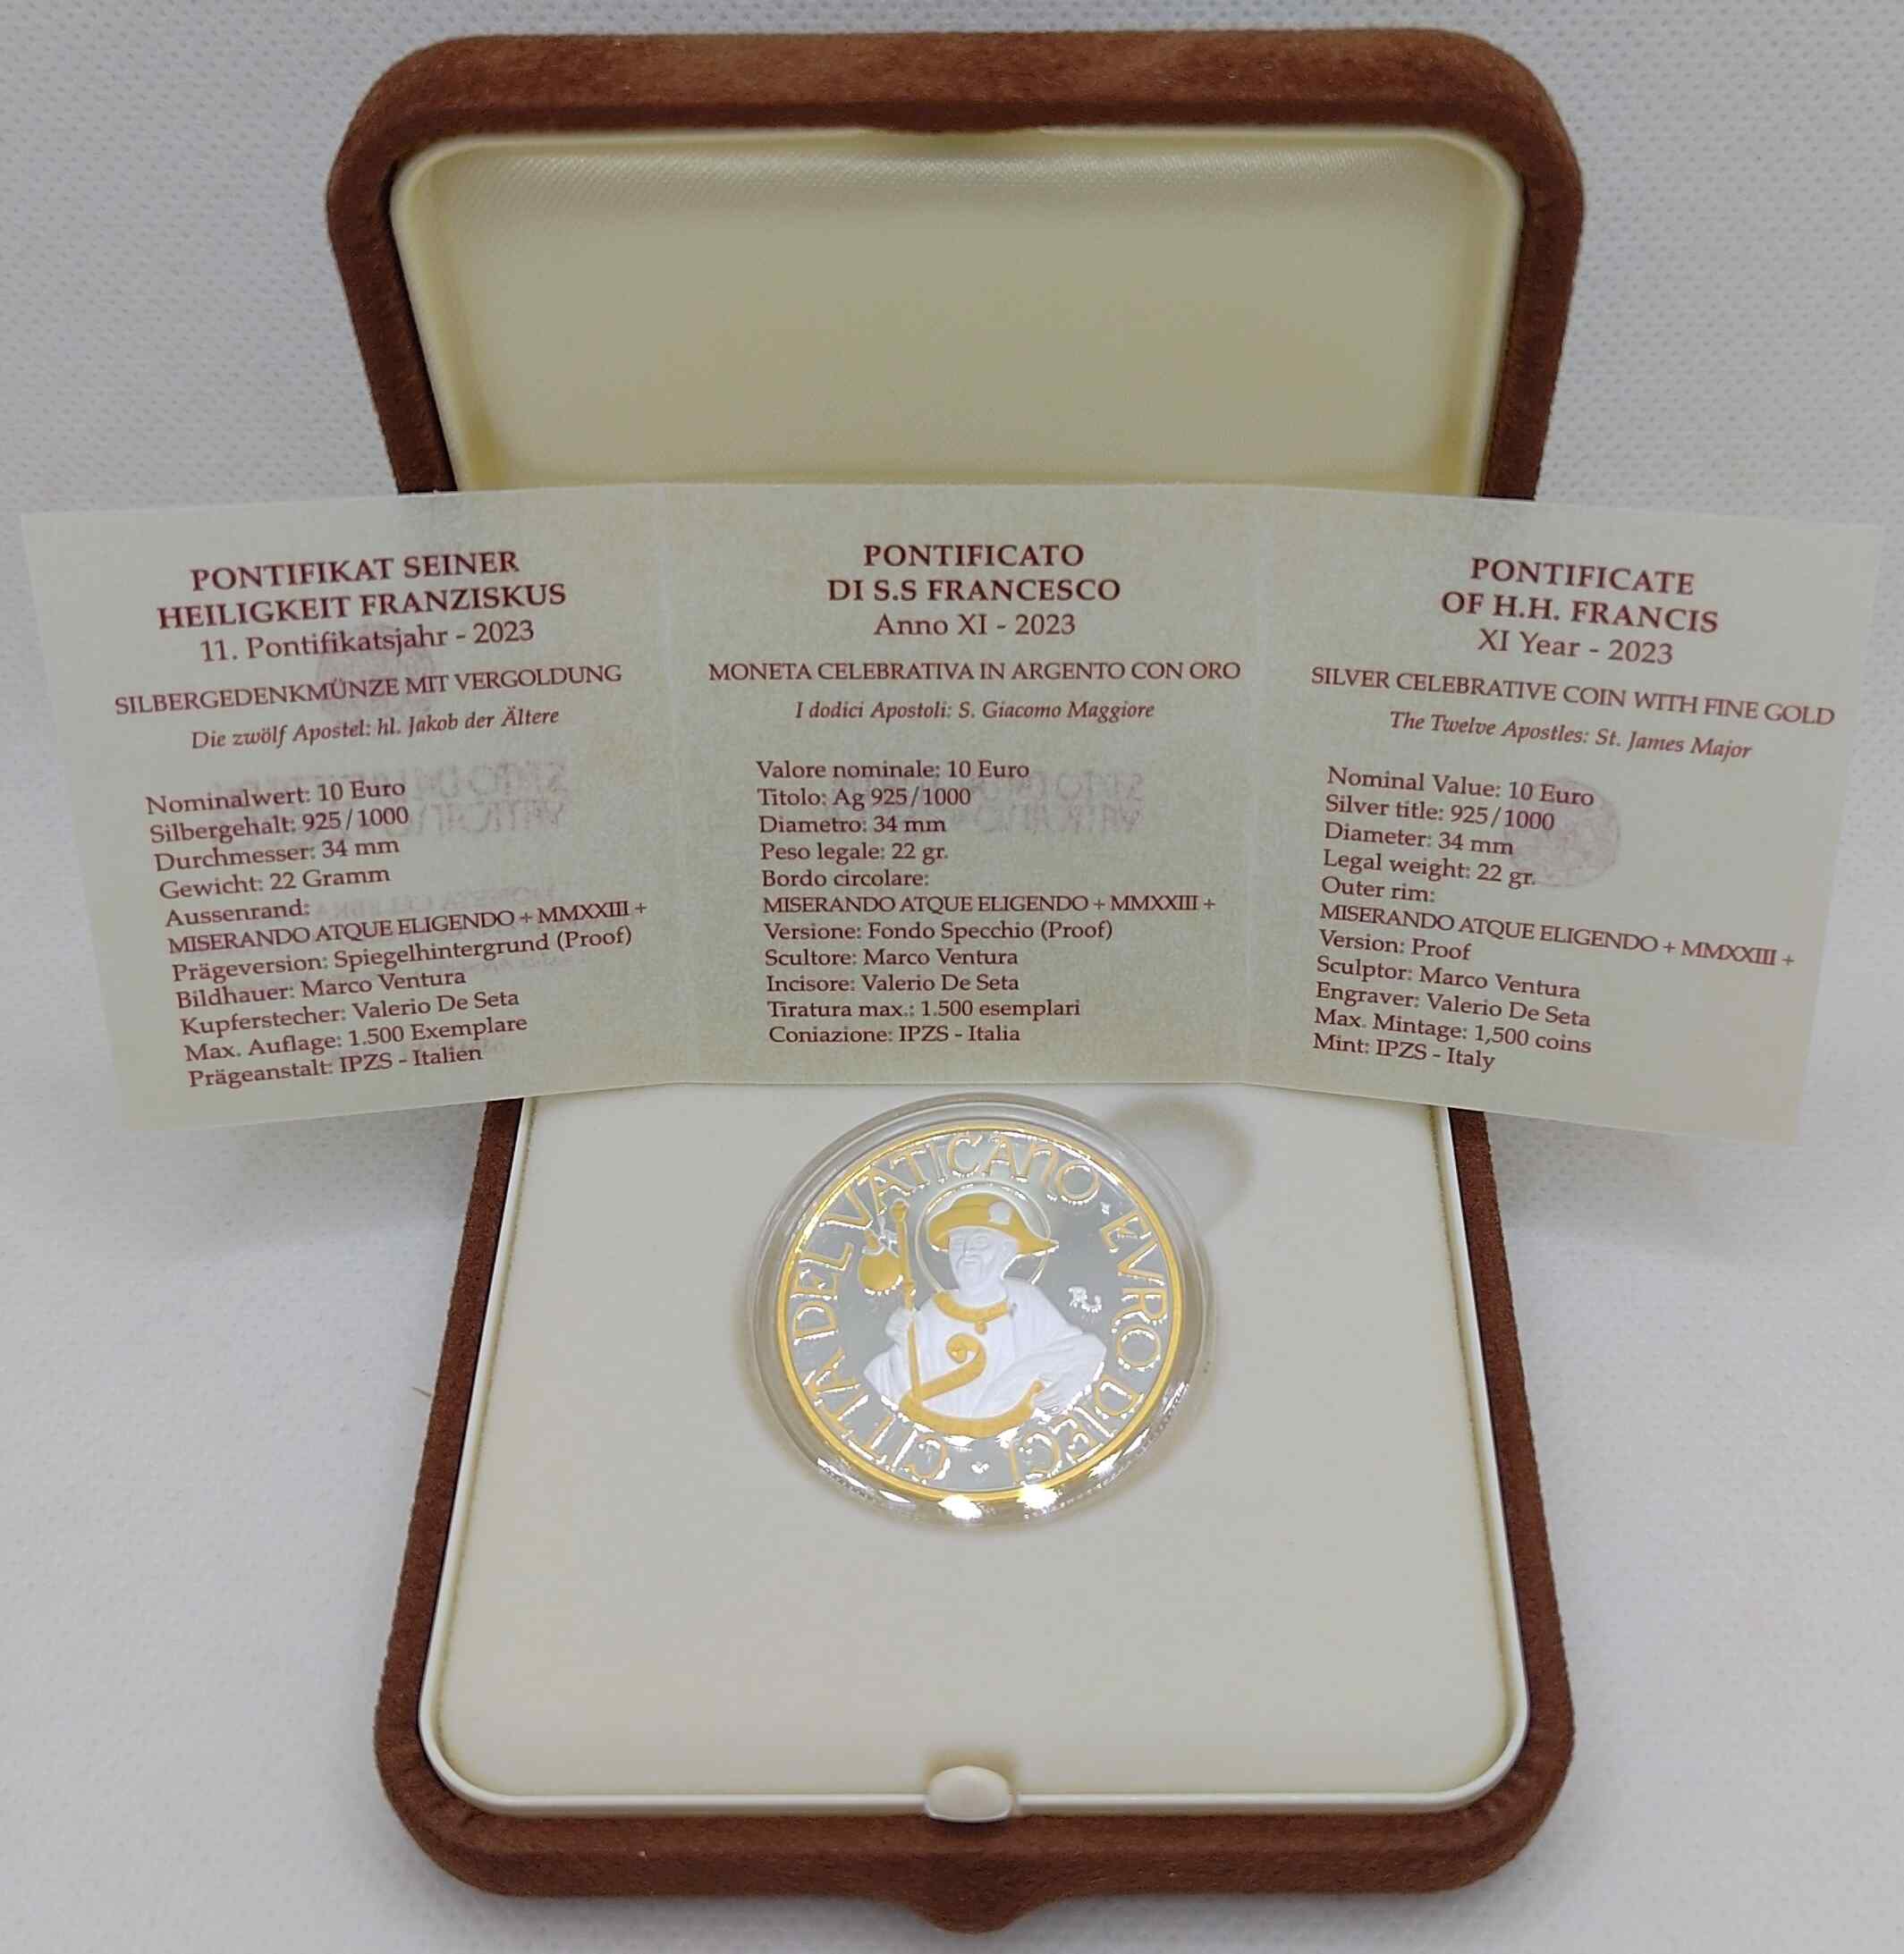 PONTIFIKAT SEINER
HEILIGKEIT FRANZISKUS
11. Pontifikatsjahr - 2023
SILBERGEDENKMÜNZE MIT VERGOLDUNG
Die zwölf Apostel: hl. Jakob der Ältere
Nominalwert: 10 Euro
Silbergehalt: 925/1000
Durchmesser: 34 mm
Gewicht: 22 Gramm
Aussenrand:
MISERANDO ATQUE ELIGENDO + MMXXIII +
Prägeversion: Spiegelhintergrund (Proof)
Bildhauer: Marco Ventura
Kupferstecher: Valerio De Seta
Max. Auflage: 1.500 Exemplare
Prägeanstalt: IPZS - Italien
PONTIFICATO
DI S.S FRANCESCO
Anno XI - 2023
MONETA CELEBRATIVA IN ARGENTO CON ORO
I dodici Apostoli: S. Giacomo Maggiore
Valore nominale: 10 Euro
Titolo: Ag 925/1000
Diametro: 34 mm
Peso legale: 22 gr.
Bordo circolare:
MISERANDO ATQUE ELIGENDO + MMXXIII +
Versione: Fondo Specchio (Proof)
Scultore: Marco Ventura
Incisore: Valerio De Seta
Tiratura max.: 1.500 esemplari
Coniazione: IPZS - Italia
PONTIFICATE
OF H.H. FRANCIS
XI Year - 2023
SILVER CELEBRATIVE COIN WITH FINE GOLD
The Twelve Apostles: St. James Major
Nominal Value: 10 Euro
Silver title: 925/1000
Diameter: 34 mm
Legal weight: 22 gr.
Outer rim:
MISERANDO ATQUE ELIGENDO + MMXXIII +
Version: Proof
Sculptor: Marco Ventura
Engraver: Valerio De Seta
Max. Mintage: 1,500 coins
Mint: IPZS - Italy
CITTA DEL VATICANO · EVRO DIECI ·